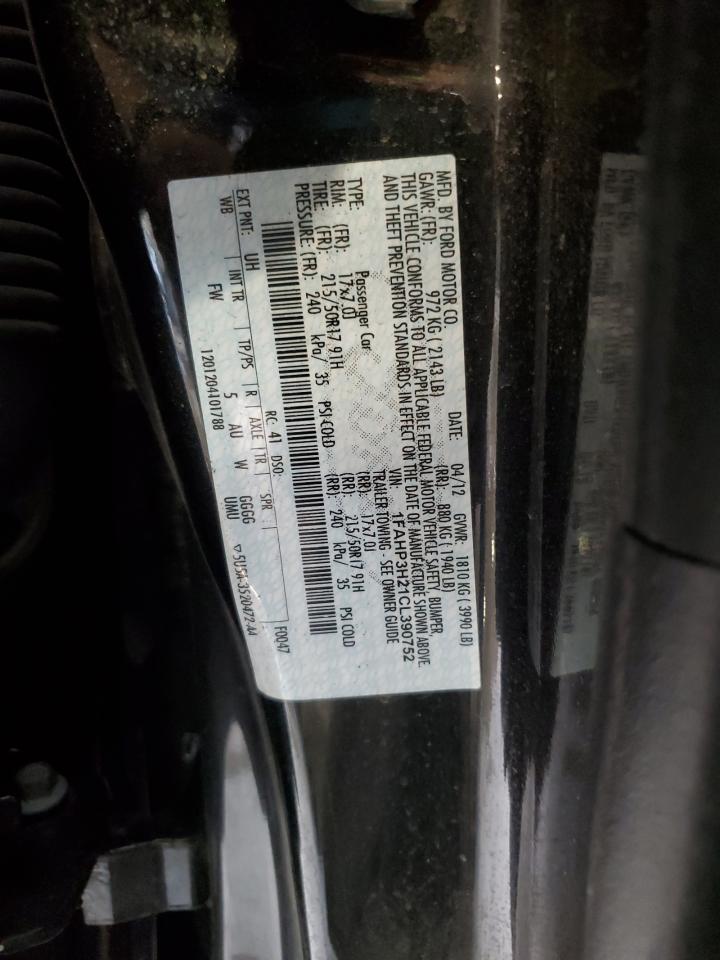 MFD. BY FORD MOTOR CO. DATE: 04/12 GVWR: 1810 KG ( 3990 LB)
GAWR: (FR): 972 KG ( 2143 LB) (RR): 880 KG ( 1940 LB)
THIS VEHICLE CONFORMS TO ALL APPLICABLE FEDERAL MOTOR VEHICLE SAFETY, BUMPER,
AND THEFT PREVENTION STANDARDS IN EFFECT ON THE DATE OF MANUFACTURE SHOWN ABOVE.
VIN: 1FAHP3H21CL390752
TYPE: Passenger Car TRAILER TOWING - SEE OWNER GUIDE
RIM: (FR): 17x7.0J (RR): 17x7.0J
TIRE: (FR): 215/50R17 91H (RR): 215/50R17 91H
PRESSURE: (FR): 240 kPa/ 35 PSI COLD (RR): 240 kPa/ 35 PSI COLD
F0047
EXT PNT: UH RC: 41 DSO:
WB INT TR TP/PS R AXLE TR SPR
FW 5 AU W GGGG UMU
1201204101788 ▽5U5A-3520472-AA